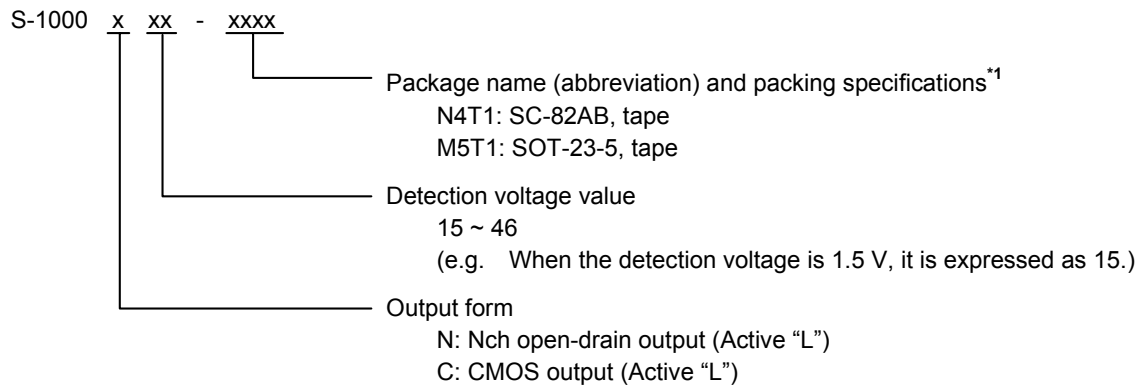 S-1000 x xx - xxxx
Package name (abbreviation) and packing specifications*1
N4T1: SC-82AB, tape
M5T1: SOT-23-5, tape
Detection voltage value
15 ~ 46
(e.g. When the detection voltage is 1.5 V, it is expressed as 15.)
Output form
N: Nch open-drain output (Active “L”)
C: CMOS output (Active “L”)